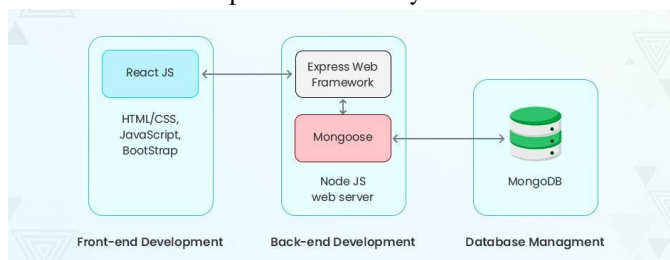 React JS
HTML/CSS,
JavaScript,
BootStrap
Express Web
Framework
Mongoose
Node JS
web server
MongoDB
Front-end Development
Back-end Development
Database Managment